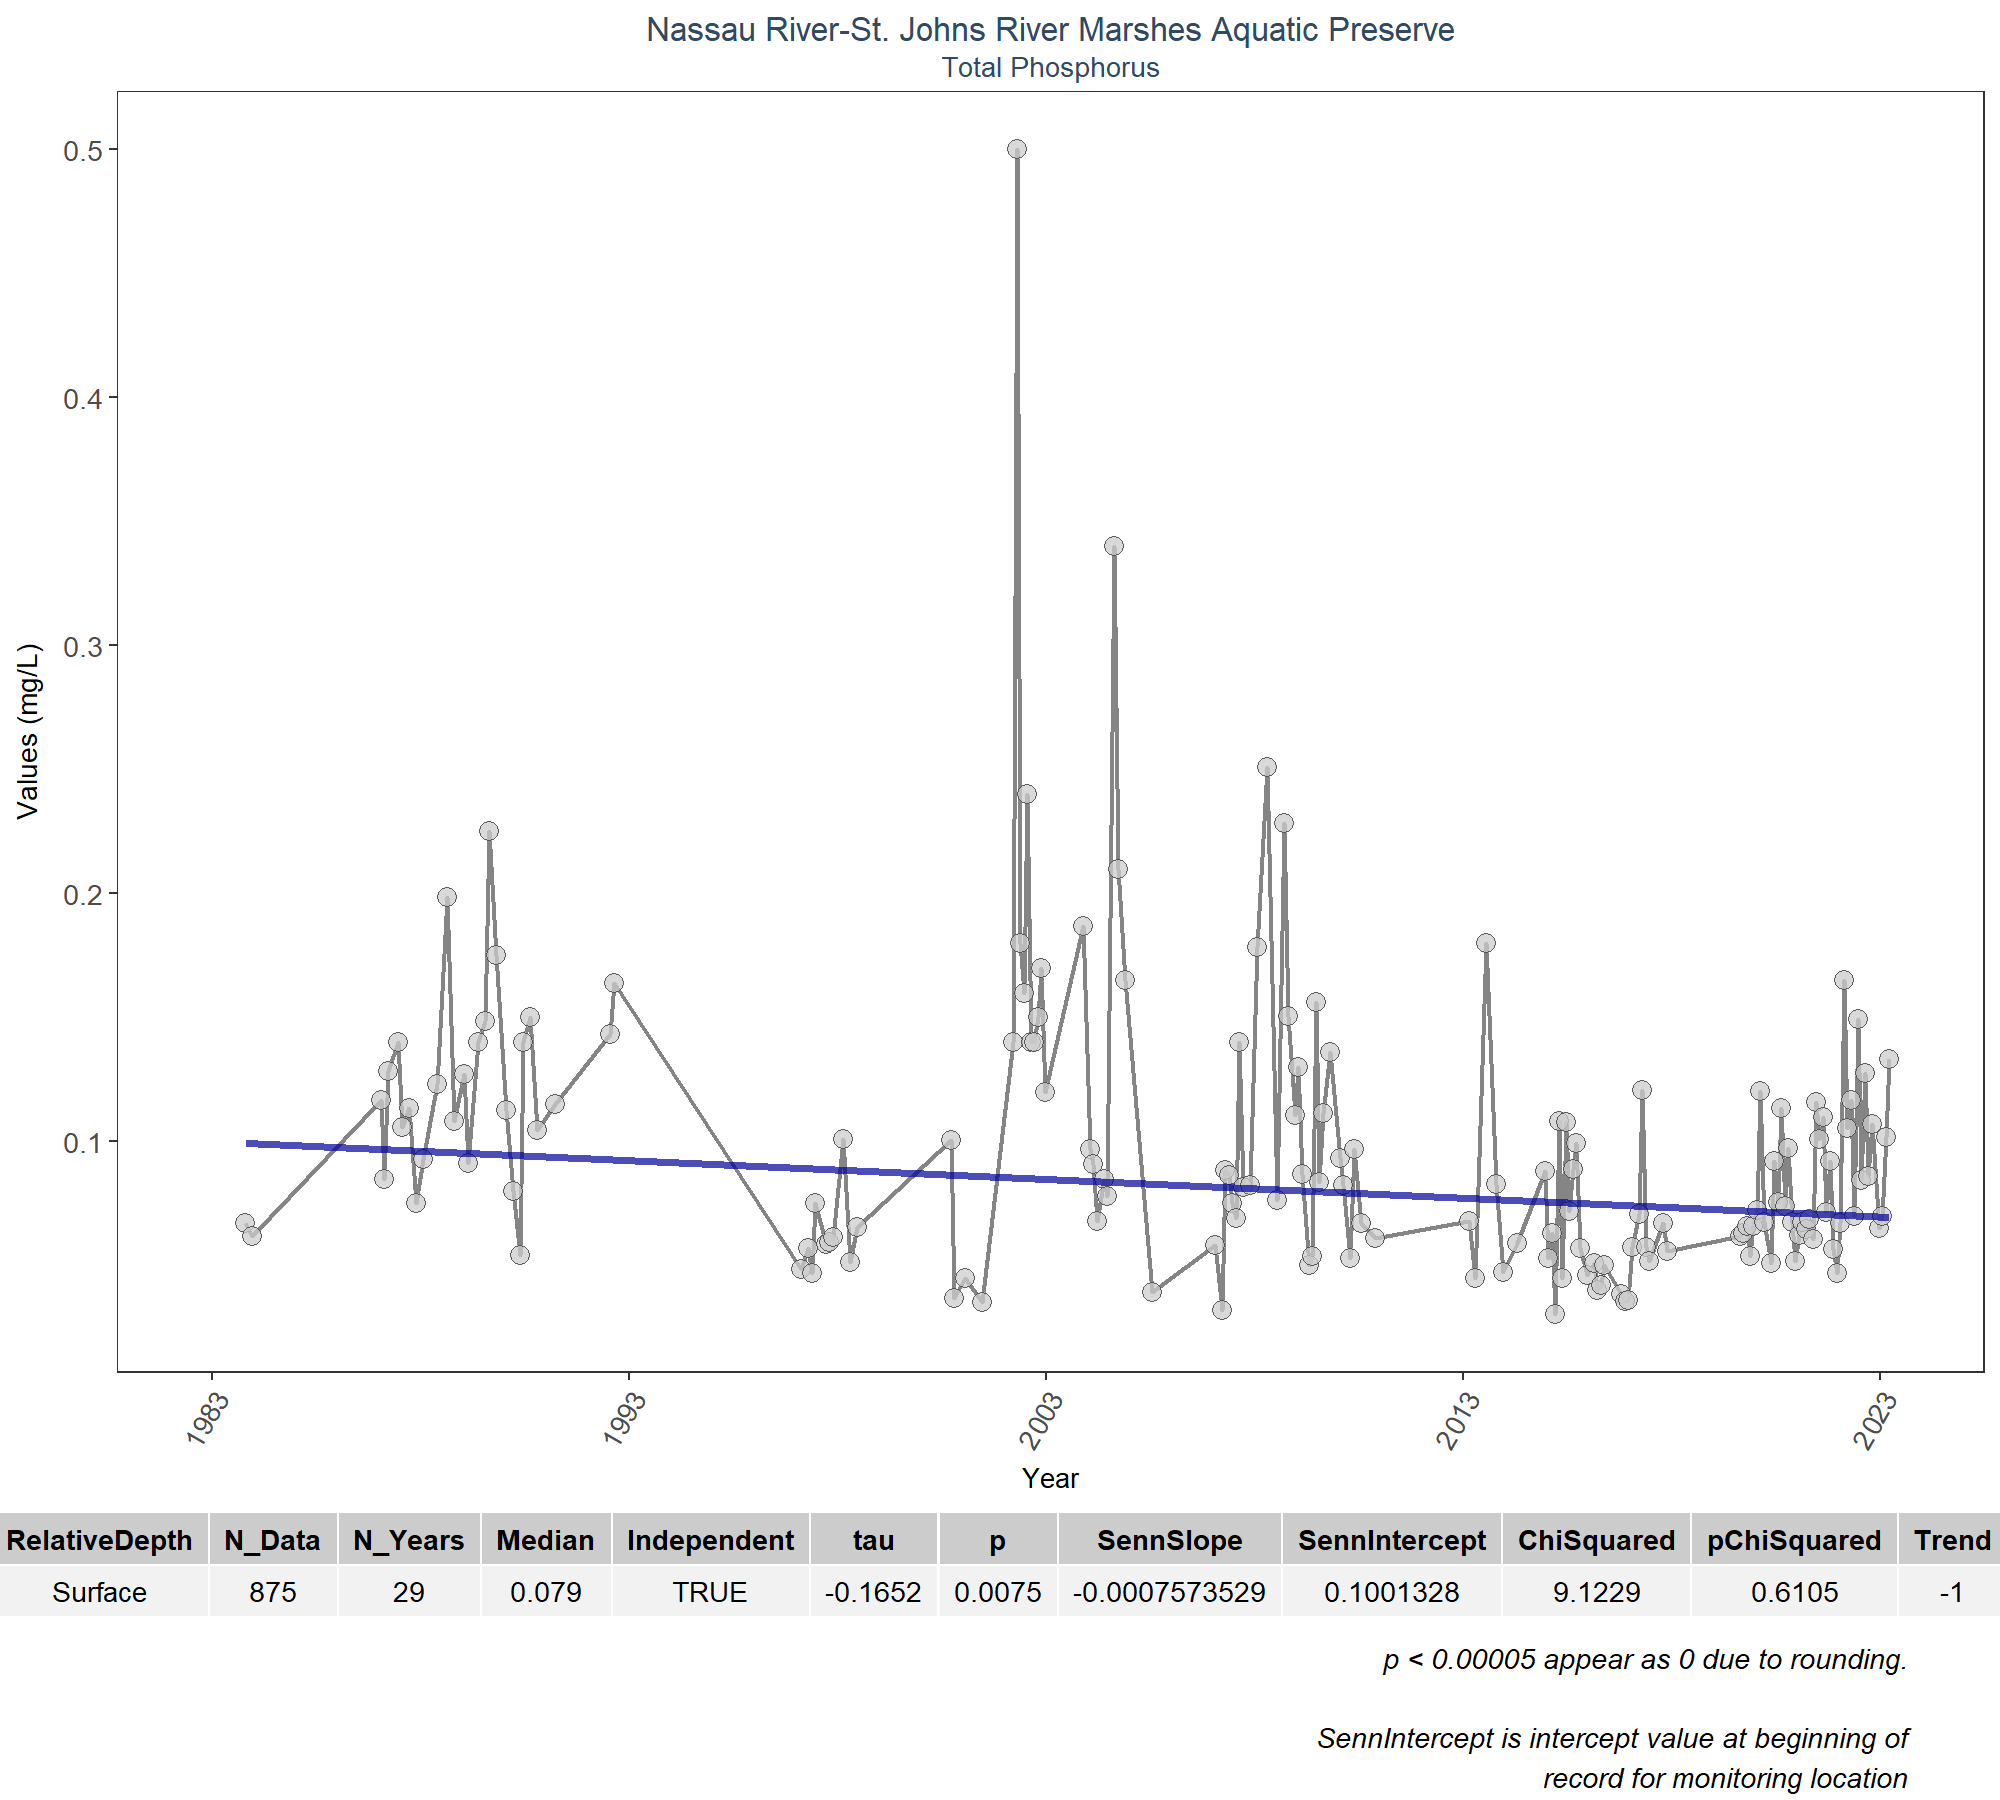 Nassau River-St. Johns River Marshes Aquatic Preserve
Total Phosphorus
0.5
0.4
0.3
0.2
0.1
Values (mg/L)
1983 1993 2003 2013 2023
Year
RelativeDepth N_Data N_Years Median Independent tau p SennSlope SennIntercept ChiSquared pChiSquared Trend
Surface 875 29 0.079 TRUE -0.1652 0.0075 -0.0007573529 0.1001328 9.1229 0.6105 -1
p < 0.00005 appear as 0 due to rounding.
SennIntercept is intercept value at beginning of
record for monitoring location